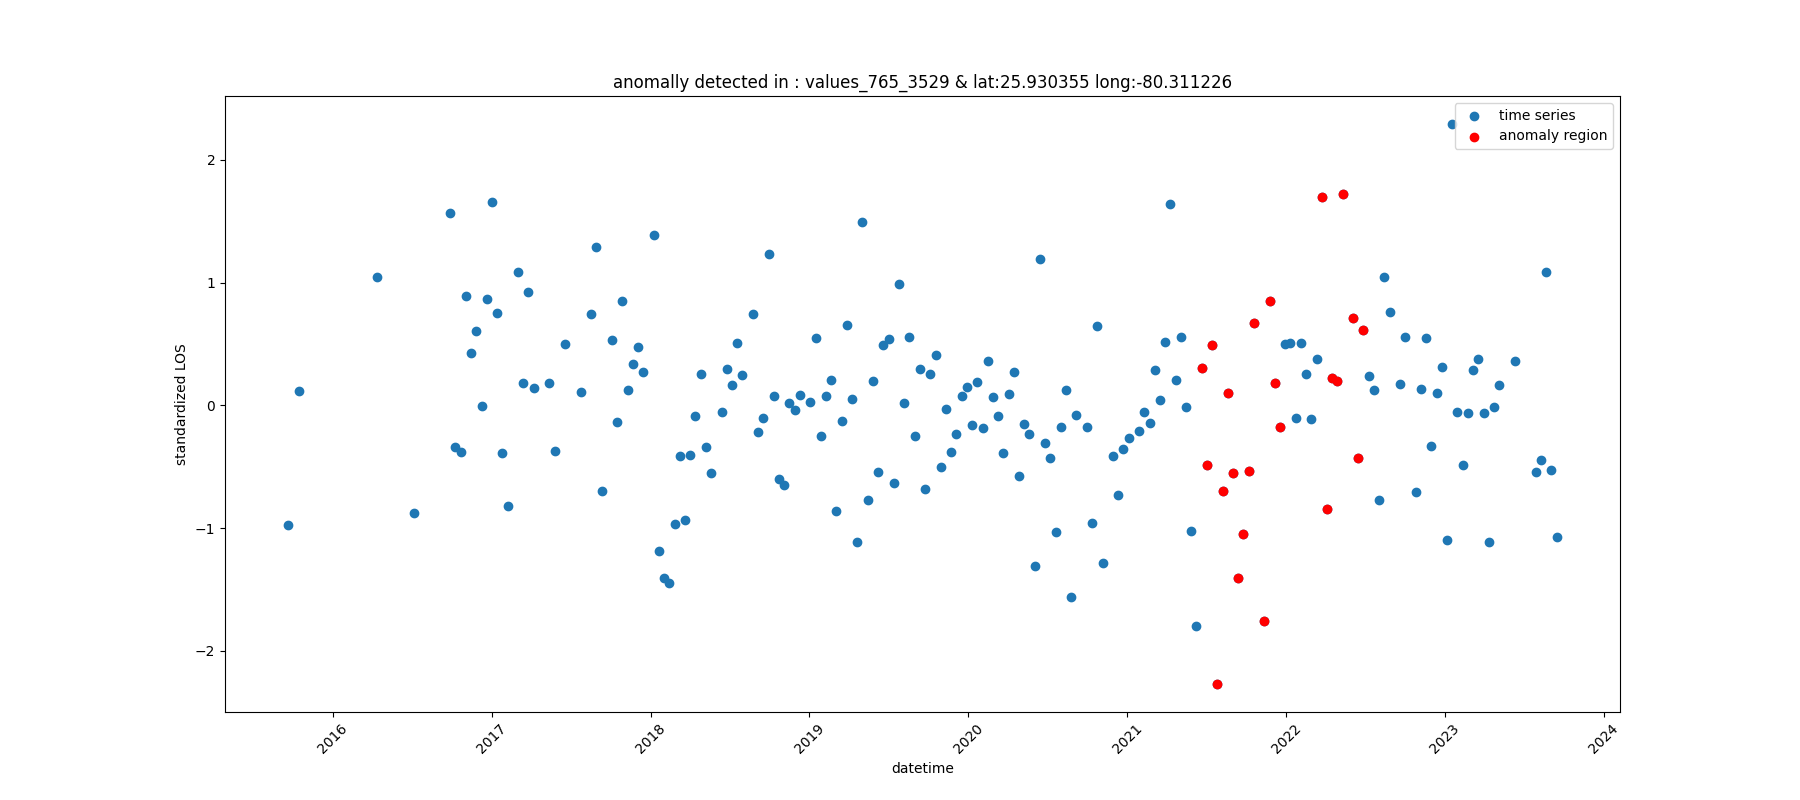 anomally detected in : values_765_3529 & lat:25.930355 long:-80.311226
time series
anomaly region
standardized LOS
2
1
0
−1
−2
2016
2017
2018
2019
2020
2021
2022
2023
2024
datetime